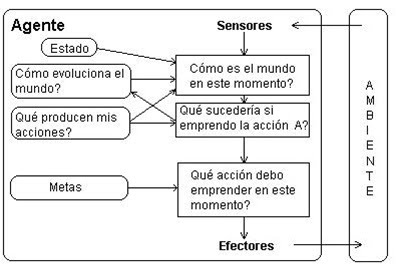 Agente
Sensores
Estado
Cómo evoluciona el
mundo?
Cómo es el mundo
en este momento?
Qué producen mis
acciones?
Qué sucedería si
emprendo la acción A?
Metas
Qué acción debo
emprender en este
momento?
Efectores
A
M
B
I
E
N
T
E